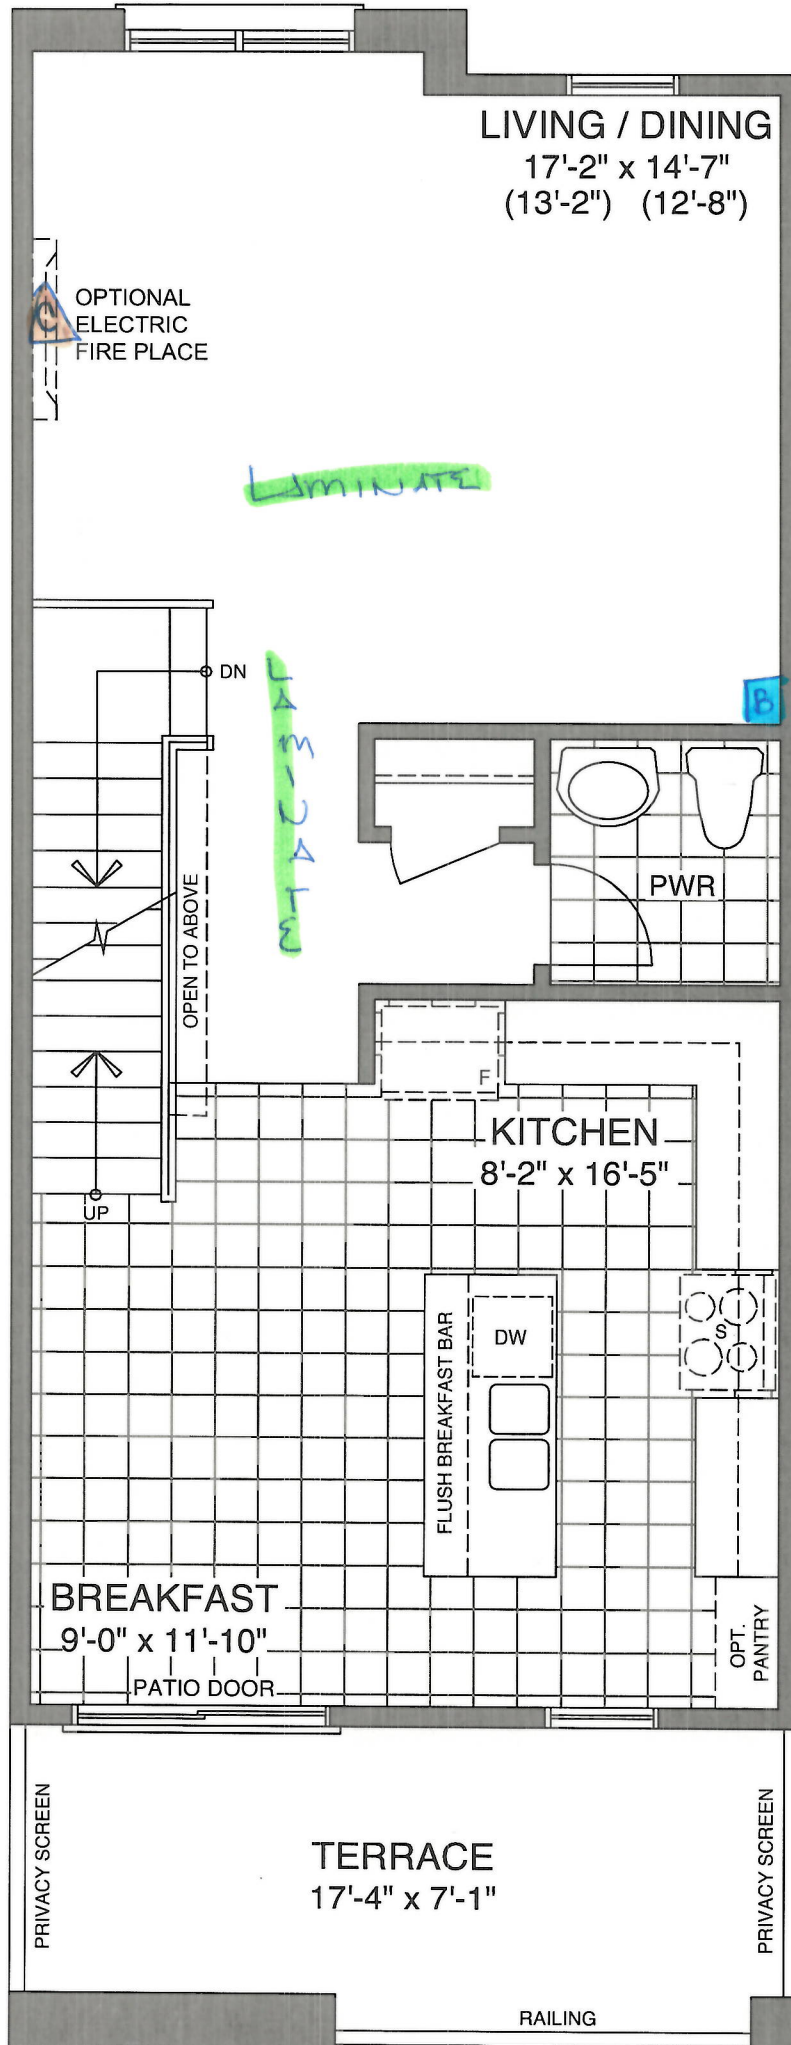 LIVING / DINING
17'-2" x 14'-7"
(13'-2") (12'-8")
OPTIONAL
ELECTRIC
FIRE PLACE
C
LAMINATE
DN
LAMINATE
B
OPEN TO ABOVE
PWR
F
KITCHEN
8'-2" x 16'-5"
UP
FLUSH BREAKFAST BAR
DW
S
BREAKFAST
9'-0" x 11'-10"
PATIO DOOR
OPT.
PANTRY
PRIVACY SCREEN
TERRACE
17'-4" x 7'-1"
PRIVACY SCREEN
RAILING